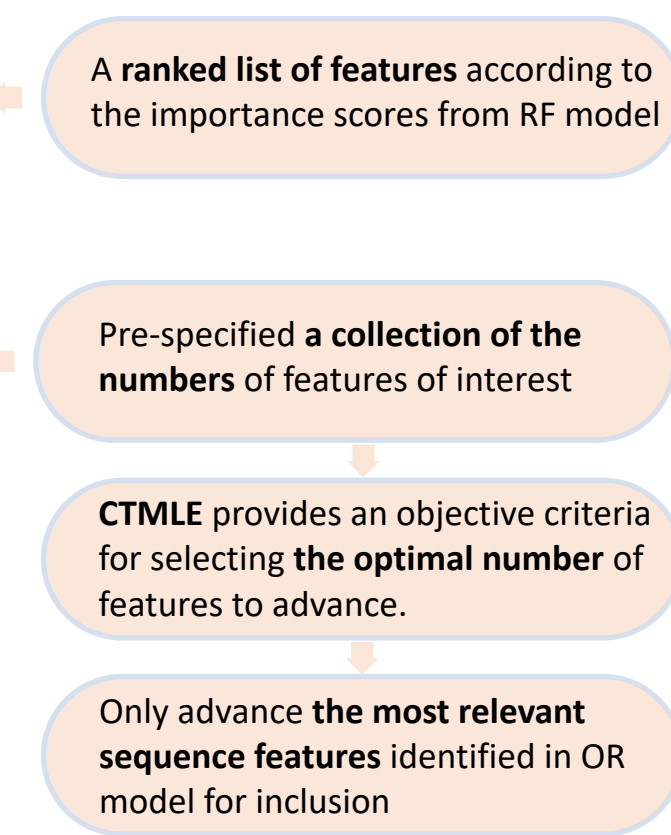 A ranked list of features according to
the importance scores from RF model
Pre-specified a collection of the
numbers of features of interest
CTMLE provides an objective criteria
for selecting the optimal number of
features to advance.
Only advance the most relevant
sequence features identified in OR
model for inclusion